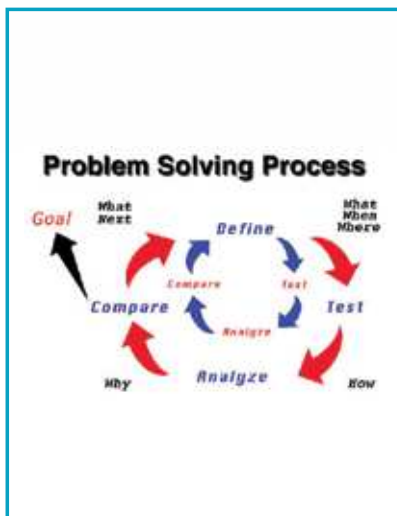 Problem Solving Process
Goal
What
Next
Define
What
When
Where
Compare
Test
Compare
Test
Analyze
Analyze
Why
How